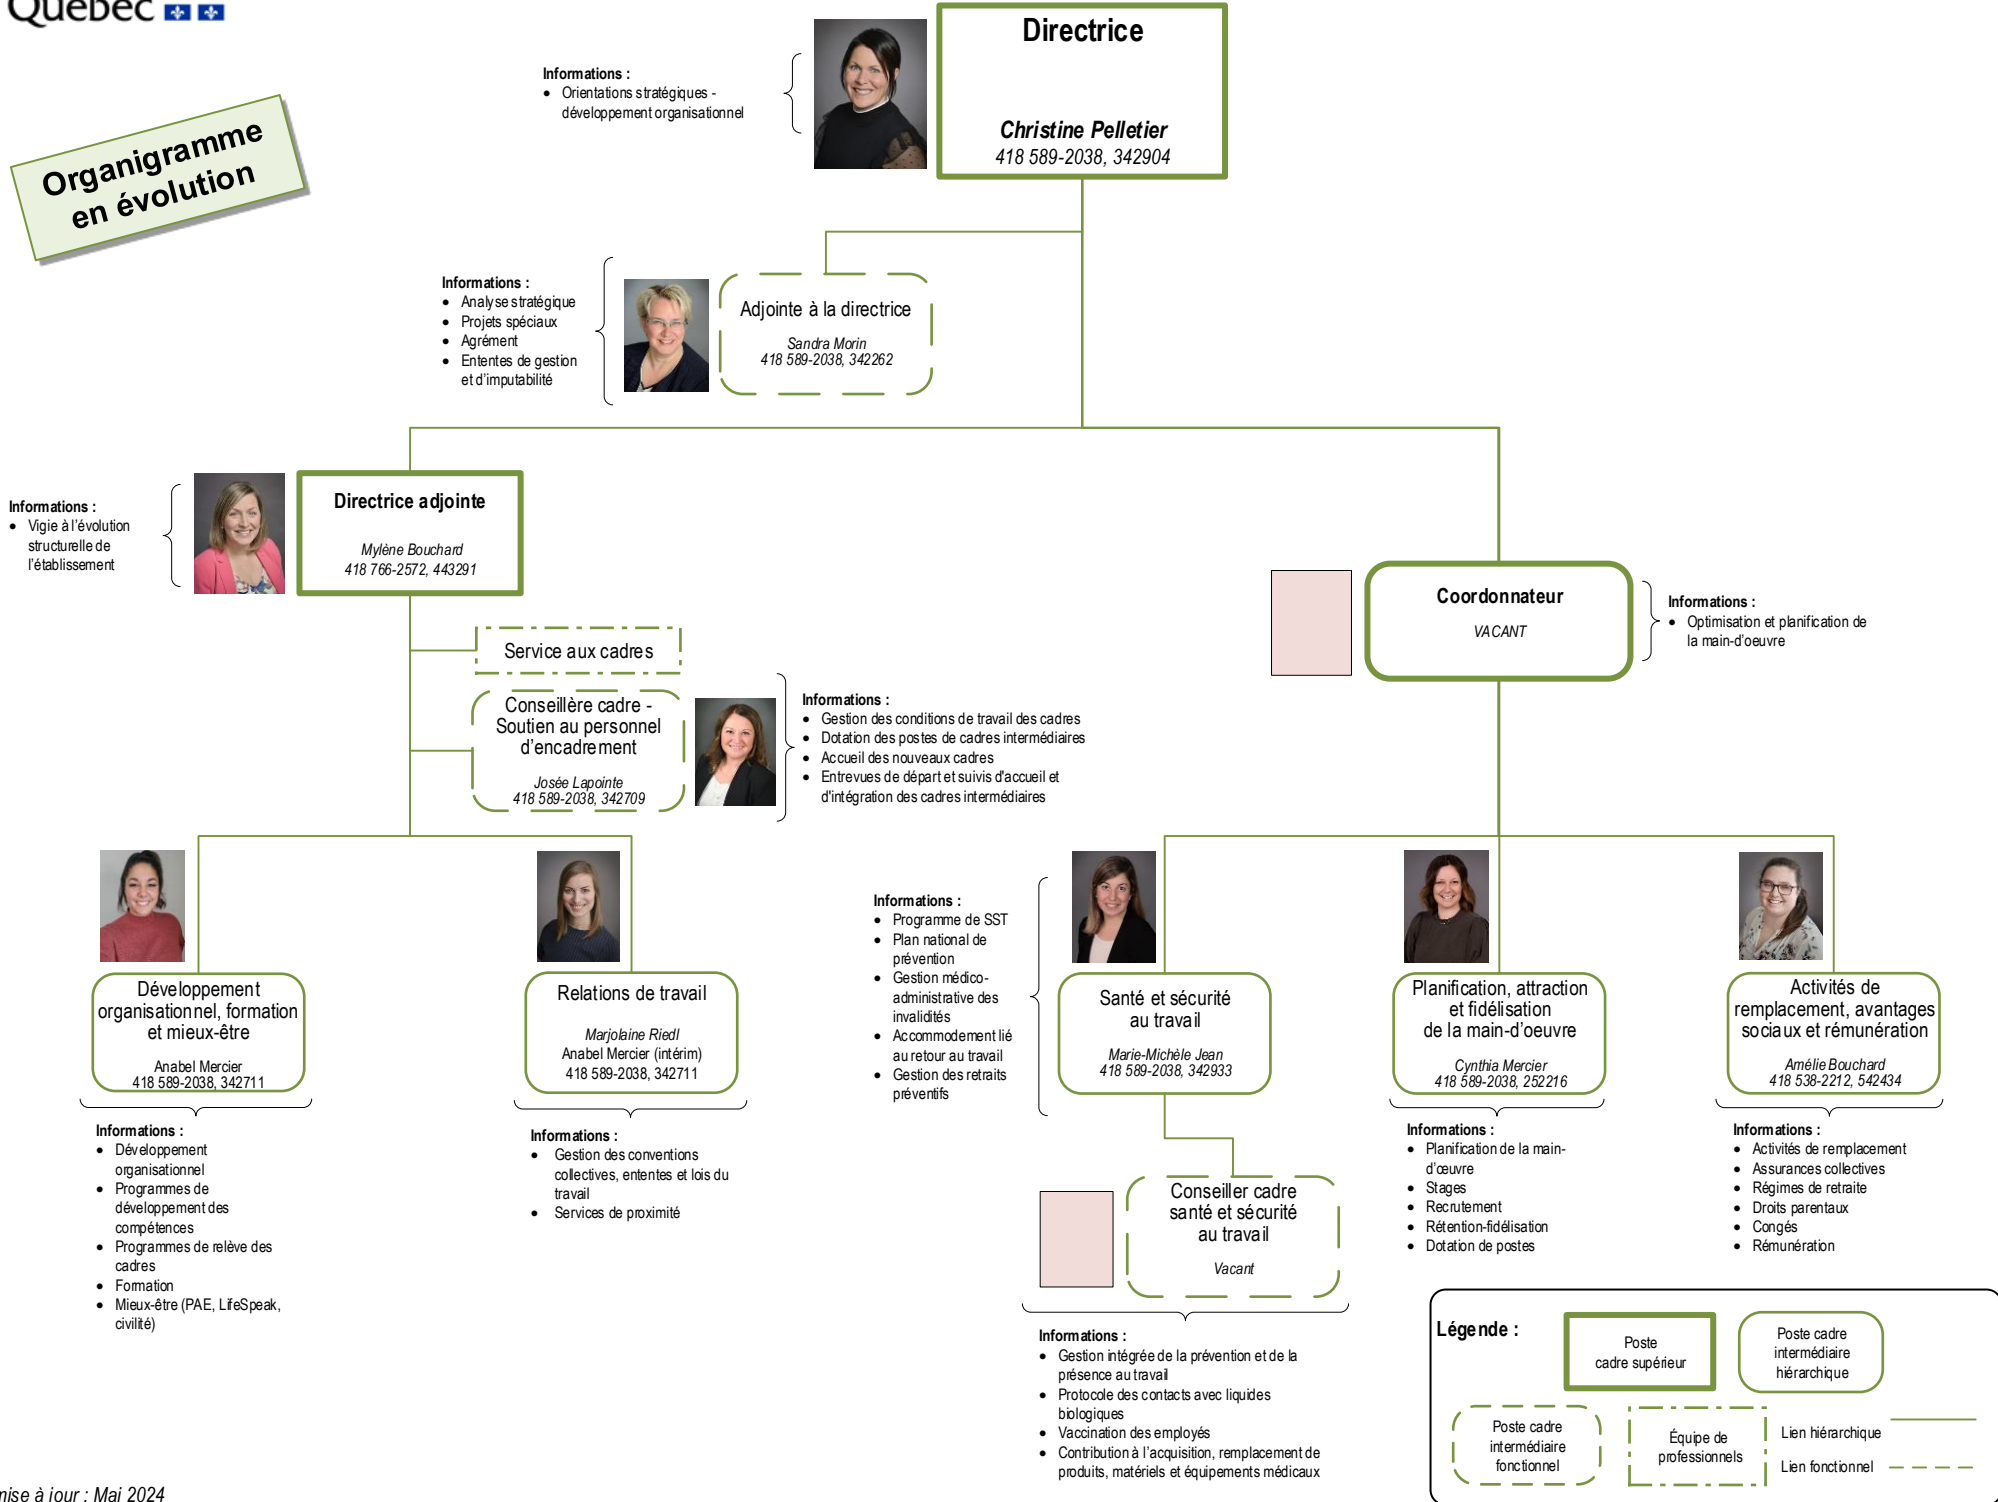 Québec
Organigramme
en évolution
Informations :
• Orientations stratégiques -
développement organisationnel
Directrice
Christine Pelletier
418 589-2038, 342904
Informations :
• Analyse stratégique
• Projets spéciaux
• Agrément
• Ententes de gestion
et d'imputabilité
Adjointe à la directrice
Sandra Morin
418 589-2038, 342262
Informations :
• Vigie à l'évolution
structurelle de
l'établissement
Directrice adjointe
Mylène Bouchard
418 766-2572, 443291
Coordonnateur
VACANT
Informations :
• Optimisation et planification de
la main-d'oeuvre
Service aux cadres
Conseillère cadre -
Soutien au personnel
d'encadrement
Josée Lapointe
418 589-2038, 342709
Informations :
• Gestion des conditions de travail des cadres
• Dotation des postes de cadres intermédiaires
• Accueil des nouveaux cadres
• Entrevues de départ et suivis d'accueil et
d'intégration des cadres intermédiaires
Développement
organisationnel, formation
et mieux-être
Anabel Mercier
418 589-2038, 342711
Informations :
• Développement
organisationnel
• Programmes de
développement des
compétences
• Programmes de relève des
cadres
• Formation
• Mieux-être (PAE, LifeSpeak,
civilité)
Relations de travail
Marjolaine Riedl
Anabel Mercier (intérim)
418 589-2038, 342711
Informations :
• Gestion des conventions
collectives, ententes et lois du
travail
• Services de proximité
Informations :
• Programme de SST
• Plan national de
prévention
• Gestion médico-
administrative des
invalidités
• Accommodement lié
au retour au travail
• Gestion des retraits
préventifs
Santé et sécurité
au travail
Marie-Michèle Jean
418 589-2038, 342933
Conseiller cadre
santé et sécurité
au travail
Vacant
Informations :
• Gestion intégrée de la prévention et de la
présence au travail
• Protocole des contacts avec liquides
biologiques
• Vaccination des employés
• Contribution à l'acquisition, remplacement de
produits, matériels et équipements médicaux
Planification, attraction
et fidélisation
de la main-d'oeuvre
Cynthia Mercier
418 589-2038, 252216
Informations :
• Planification de la main-
d'œuvre
• Stages
• Recrutement
• Rétention-fidélisation
• Dotation de postes
Activités de
remplacement, avantages
sociaux et rémunération
Amélie Bouchard
418 538-2212, 542434
Informations :
• Activités de remplacement
• Assurances collectives
• Régimes de retraite
• Droits parentaux
• Congés
• Rémunération
Légende :
Poste
cadre supérieur
Poste cadre
intermédiaire
hiérarchique
Poste cadre
intermédiaire
fonctionnel
Équipe de
professionnels
Lien hiérarchique
Lien fonctionnel
mise à jour : Mai 2024